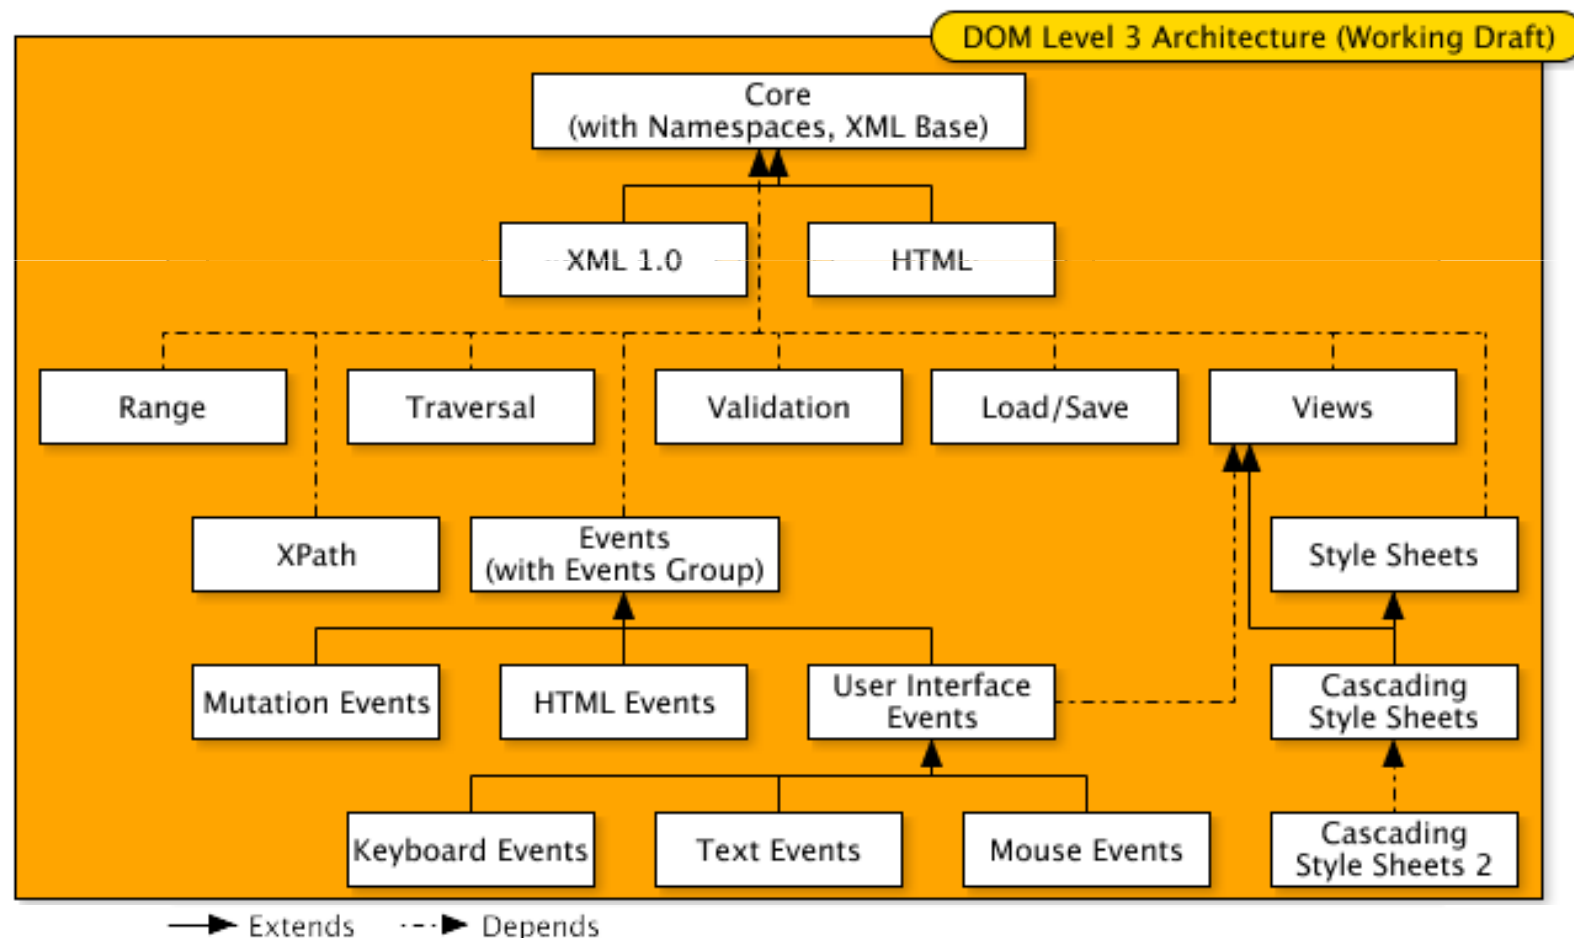 DOM Level 3 Architecture (Working Draft)
Core
(with Namespaces, XML Base)
XML 1.0
HTML
Range
Traversal
Validation
Load/Save
Views
XPath
Events
(with Events Group)
Style Sheets
Mutation Events
HTML Events
User Interface
Events
Cascading
Style Sheets
Keyboard Events
Text Events
Mouse Events
Cascading
Style Sheets 2
Extends
Depends